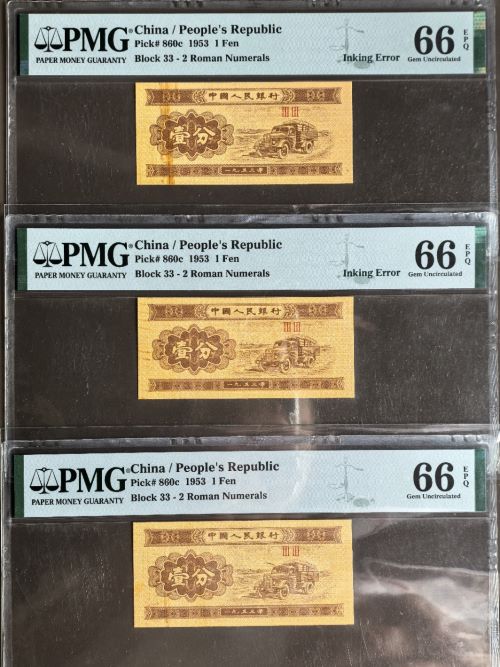 PMG China / People's Republic 66 EPQ
Pick# 860c 1953 1 Fen
PAPER MONEY GUARANTY Block 33 - 2 Roman Numerals Inking Error Gem Uncirculated
中國人民銀行
III III
壹分
一九五三年
PMG China / People's Republic 66 EPQ
Pick# 860c 1953 1 Fen
PAPER MONEY GUARANTY Block 33 - 2 Roman Numerals Inking Error Gem Uncirculated
中國人民銀行
III III
壹分
一九五三年
PMG China / People's Republic 66 EPQ
Pick# 860c 1953 1 Fen
PAPER MONEY GUARANTY Block 33 - 2 Roman Numerals Gem Uncirculated
中國人民銀行
III III
壹分
一九五三年